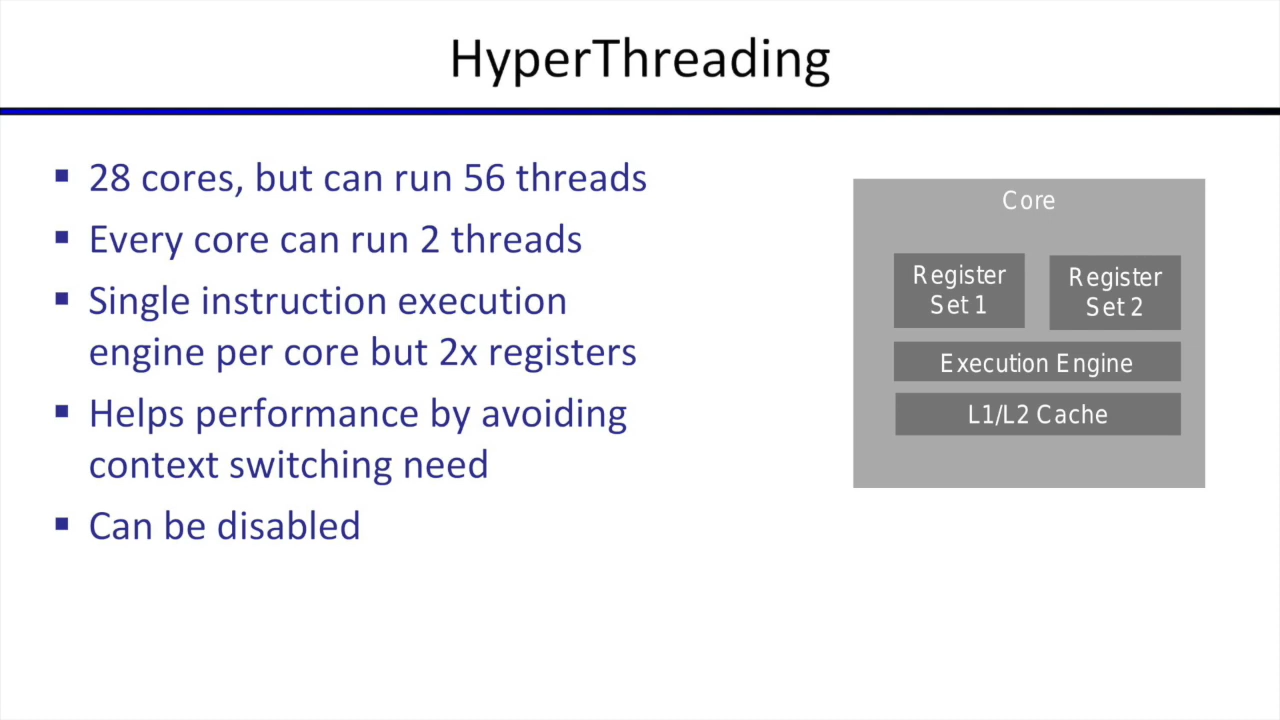 HyperThreading
▪ 28 cores, but can run 56 threads
▪ Every core can run 2 threads
▪ Single instruction execution
engine per core but 2x registers
▪ Helps performance by avoiding
context switching need
▪ Can be disabled
Core
Register
Set 1
Register
Set 2
Execution Engine
L1/L2 Cache